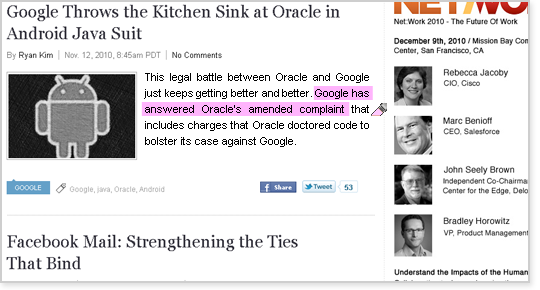 Google Throws the Kitchen Sink at Oracle in
Android Java Suit
By Ryan Kim | Nov. 12, 2010, 8:45am PDT | No Comments
This legal battle between Oracle and Google
just keeps getting better and better. Google has
answered Oracle's amended complaint that
includes charges that Oracle doctored code to
bolster its case against Google.
GOOGLE
Google, java, Oracle, Android
Share
Tweet
53
Facebook Mail: Strengthening the Ties
That Bind
NET:WORK
Net:Work 2010 - The Future Of Work
December 9th, 2010 / Mission Bay Con
Center, San Francisco, CA
Rebecca Jacoby
CIO, Cisco
Marc Benioff
CEO, Salesforce
John Seely Brown
Independent Co-Chairma
Center for the Edge, Delo
Bradley Horowitz
VP, Product Management
Understand the Impacts of the Human